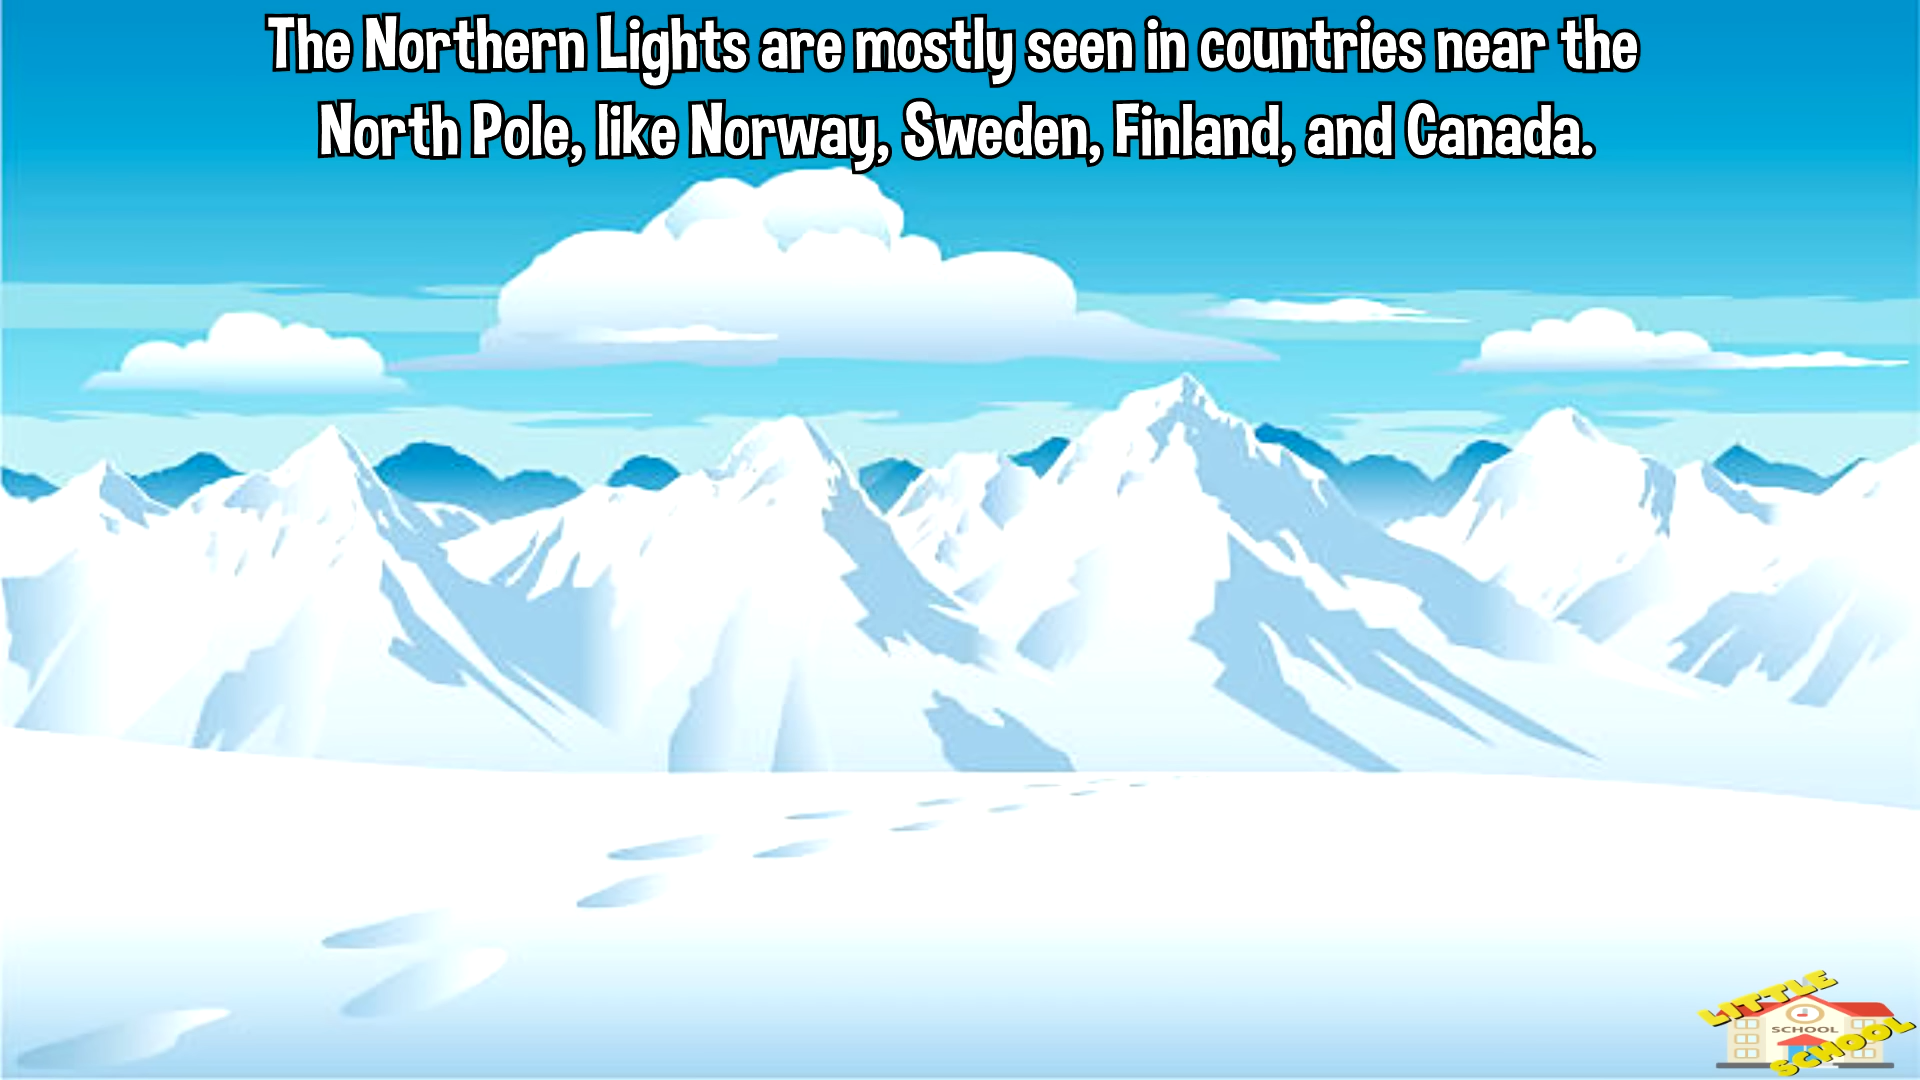 The Northern Lights are mostly seen in countries near the
North Pole, like Norway, Sweden, Finland, and Canada.
LITTLE
SCHOOL
SCHOOL